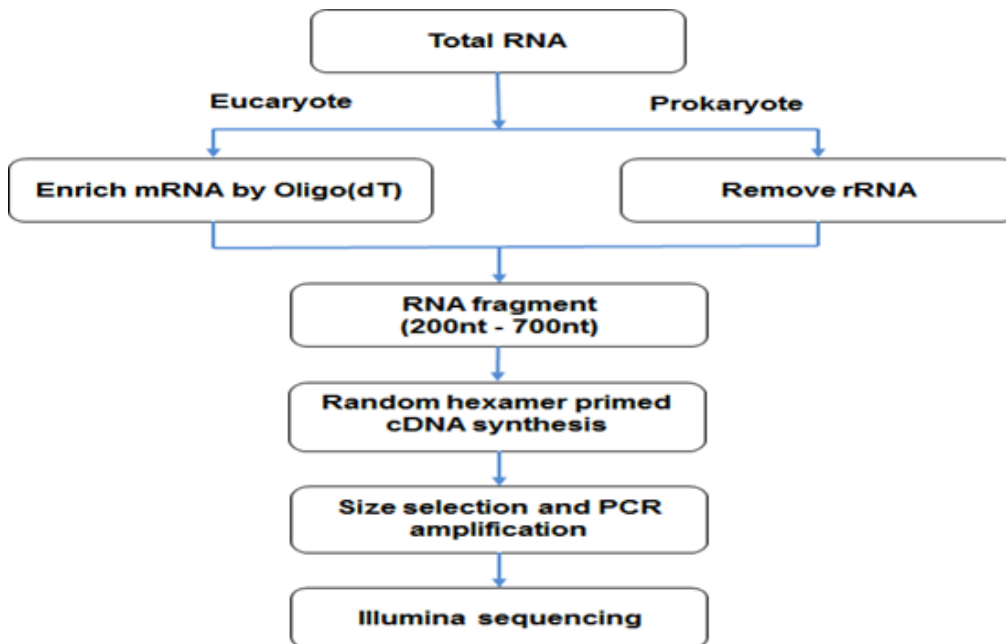 Total RNA
Eucaryote
Prokaryote
Enrich mRNA by Oligo(dT)
Remove rRNA
RNA fragment
(200nt - 700nt)
Random hexamer primed
cDNA synthesis
Size selection and PCR
amplification
Illumina sequencing